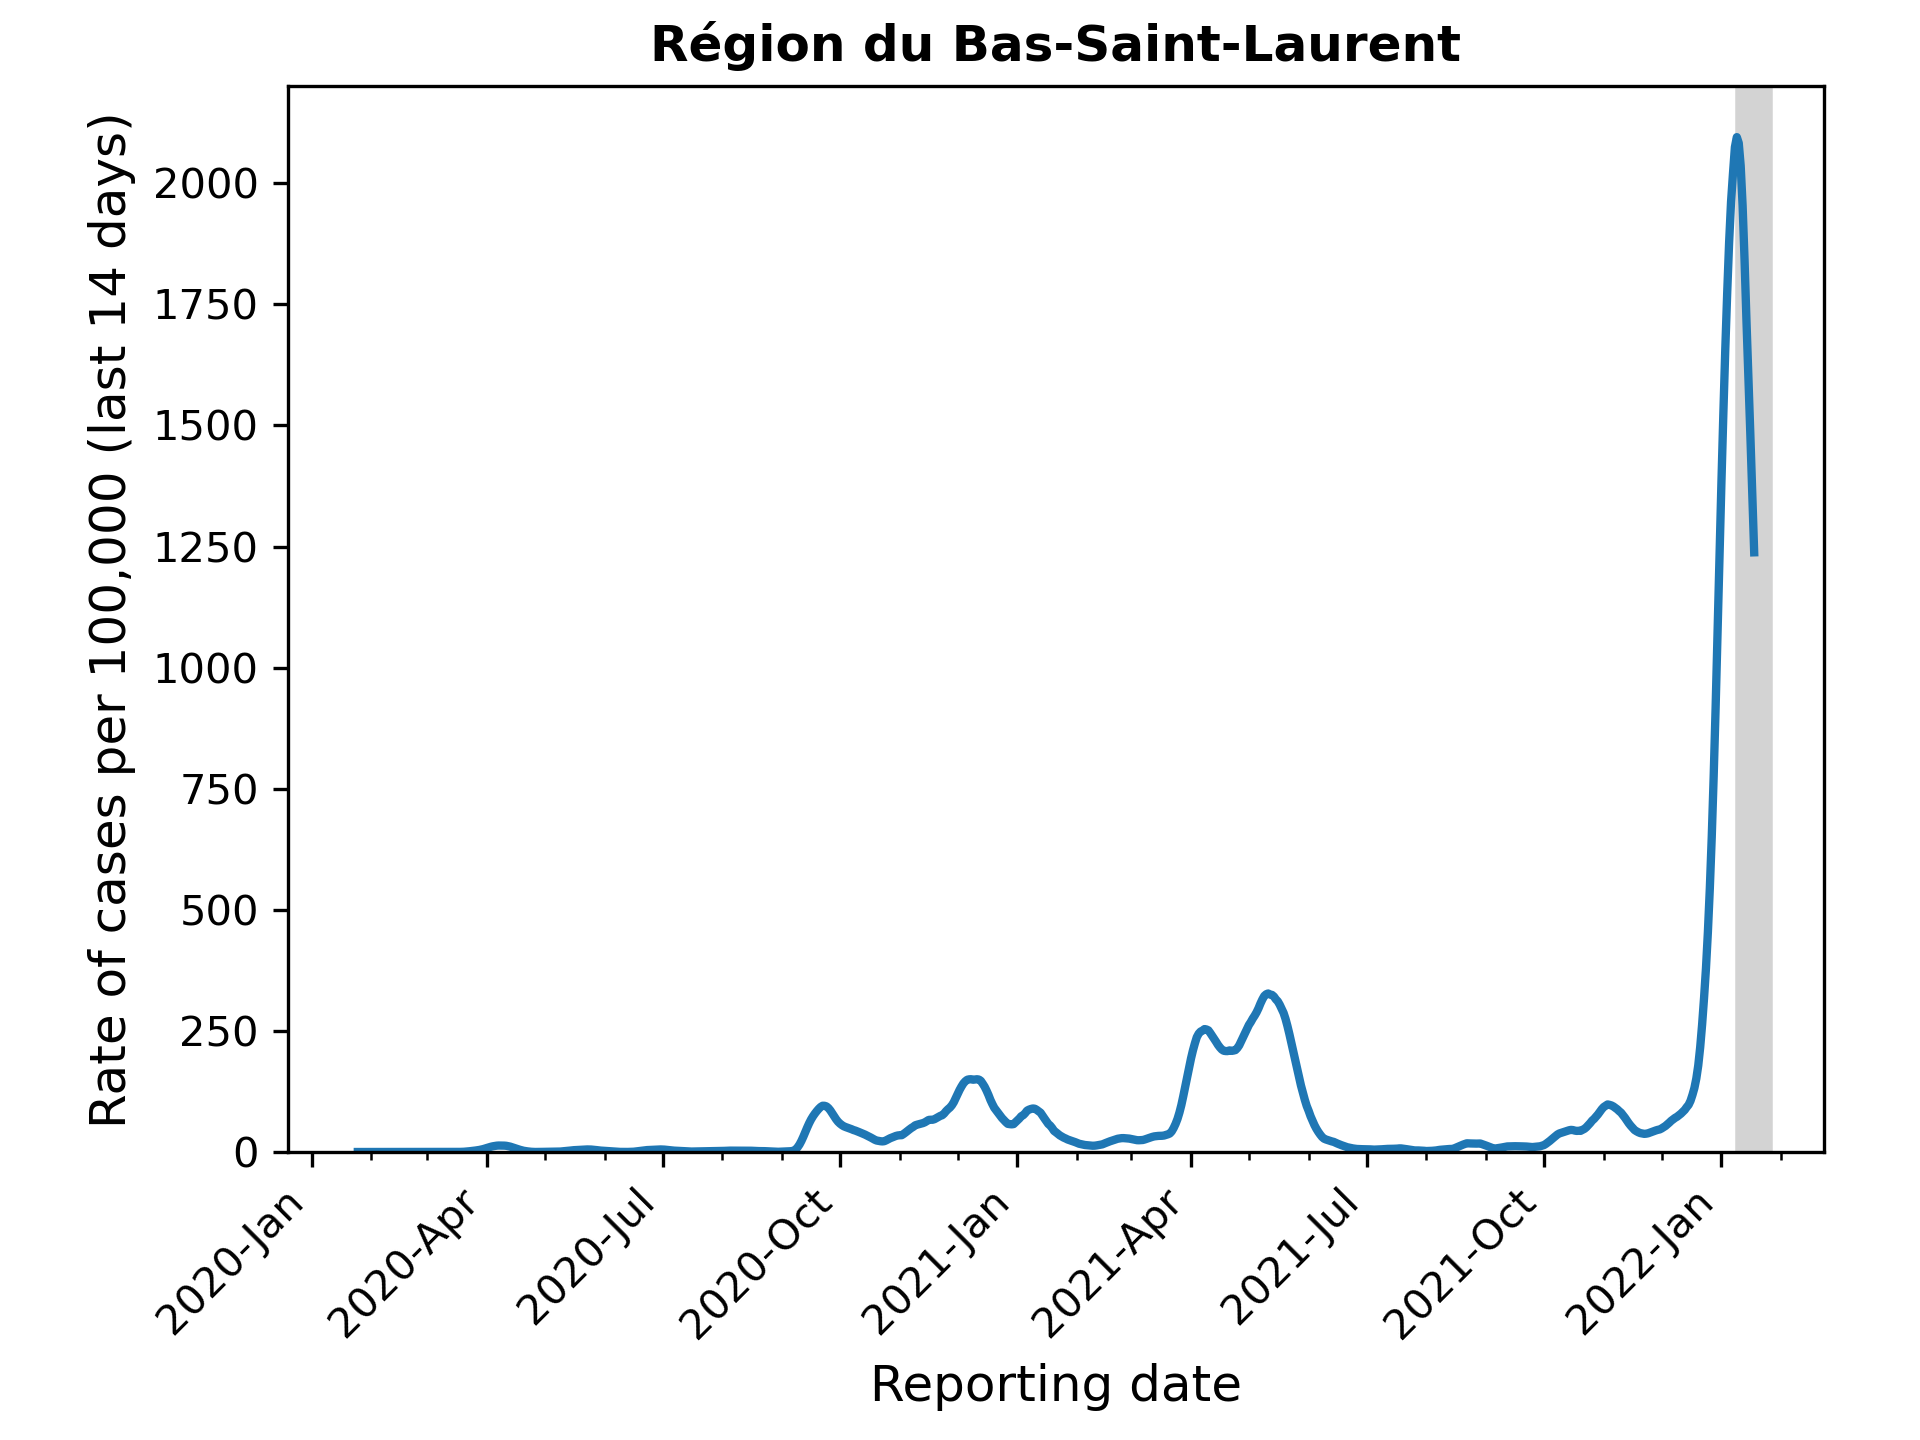 Région du Bas-Saint-Laurent
Rate of cases per 100,000 (last 14 days)
2000
1750
1500
1250
1000
750
500
250
0
2020-Jan
2020-Apr
2020-Jul
2020-Oct
2021-Jan
2021-Apr
2021-Jul
2021-Oct
2022-Jan
Reporting date